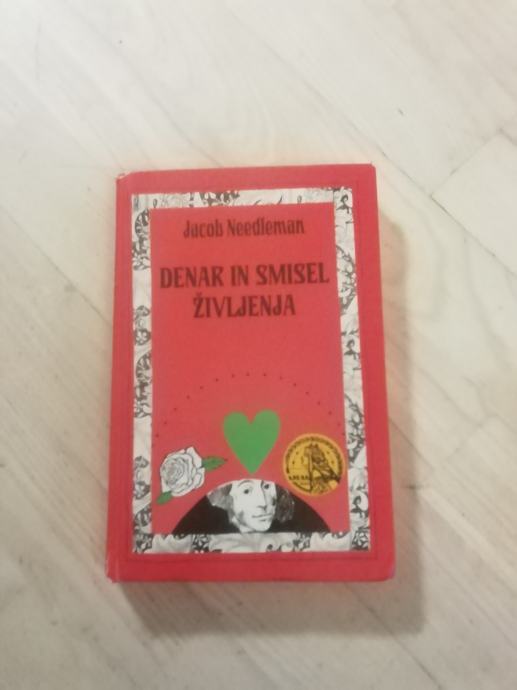 Jacob Needleman
DENAR IN SMISEL
ŽIVLJENJA